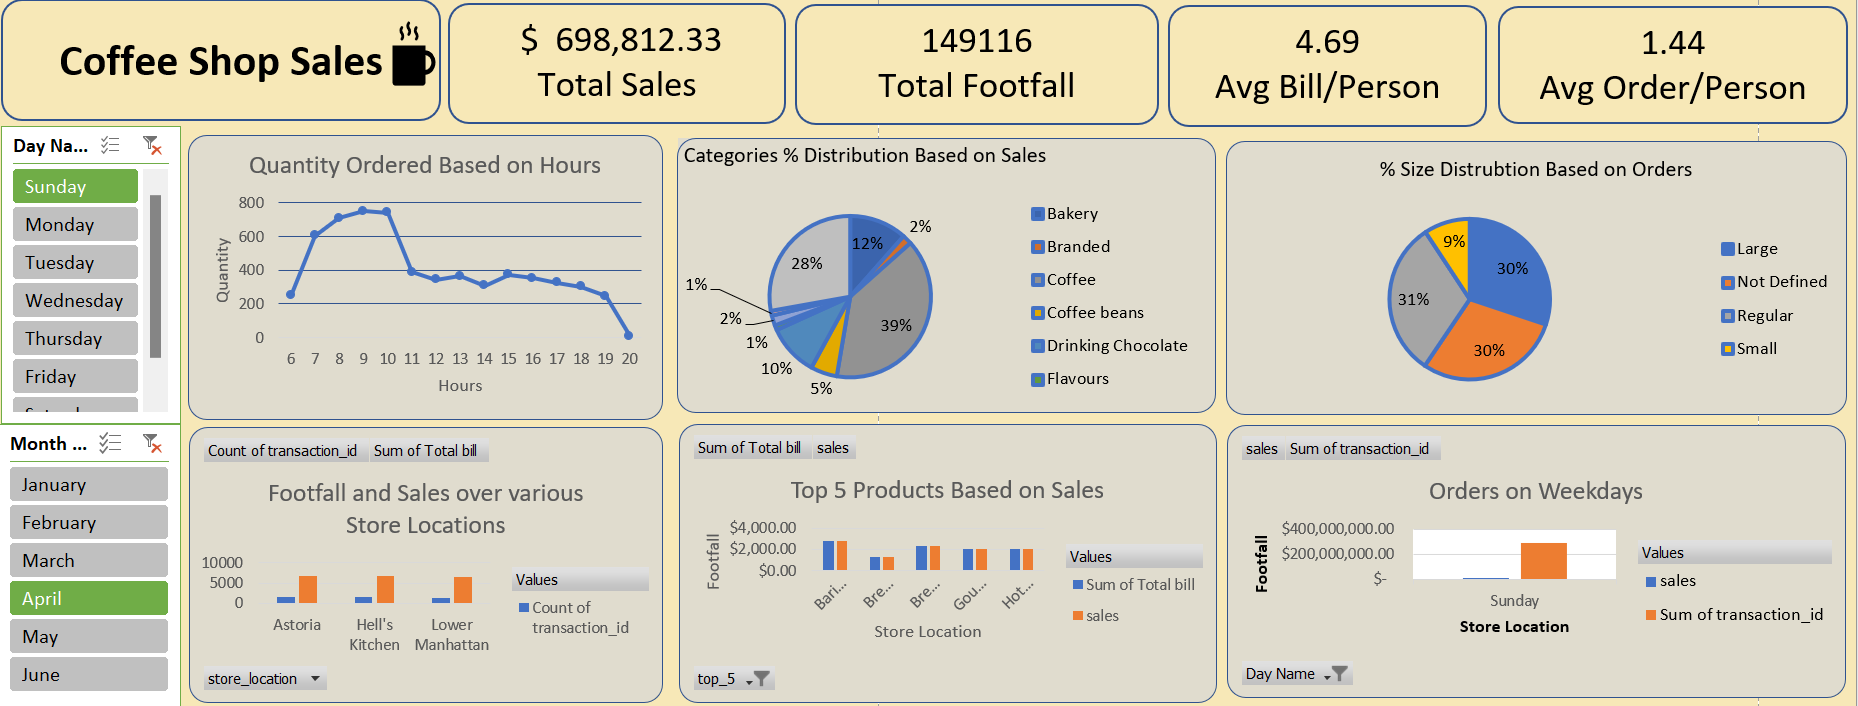 Coffee Shop Sales
$ 698,812.33
Total Sales
149116
Total Footfall
4.69
Avg Bill/Person
1.44
Avg Order/Person
Day Na...
Sunday
Monday
Tuesday
Wednesday
Thursday
Friday
Month ...
January
February
March
April
May
June
Quantity Ordered Based on Hours
Quantity
800
600
400
200
0
6 7 8 9 10 11 12 13 14 15 16 17 18 19 20
Hours
Categories % Distribution Based on Sales
12%
2%
39%
5%
10%
1%
2%
1%
28%
Bakery
Branded
Coffee
Coffee beans
Drinking Chocolate
Flavours
% Size Distrubtion Based on Orders
30%
30%
31%
9%
Large
Not Defined
Regular
Small
Count of transaction_id Sum of Total bill
Footfall and Sales over various
Store Locations
10000
5000
0
Astoria
Hell's
Kitchen
Lower
Manhattan
Values
Count of
transaction_id
store_location
Sum of Total bill sales
Top 5 Products Based on Sales
Footfall
$4,000.00
$2,000.00
$0.00
Bari...
Bre...
Bre...
Gou...
Hot...
Store Location
Values
Sum of Total bill
sales
top_5
sales Sum of transaction_id
Orders on Weekdays
Footfall
$400,000,000.00
$200,000,000.00
$-
Sunday
Store Location
Values
sales
Sum of transaction_id
Day Name